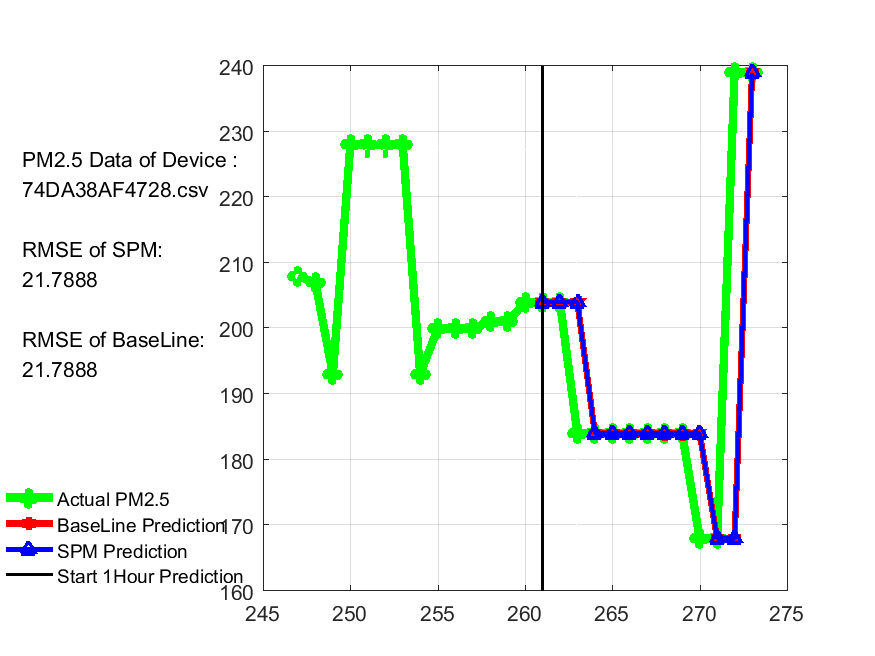 PM2.5 Data of Device :
74DA38AF4728.csv
RMSE of SPM:
21.7888
RMSE of BaseLine:
21.7888
Actual PM2.5
BaseLine Prediction
SPM Prediction
Start 1Hour Prediction
240
230
220
210
200
190
180
170
160
245 250 255 260 265 270 275